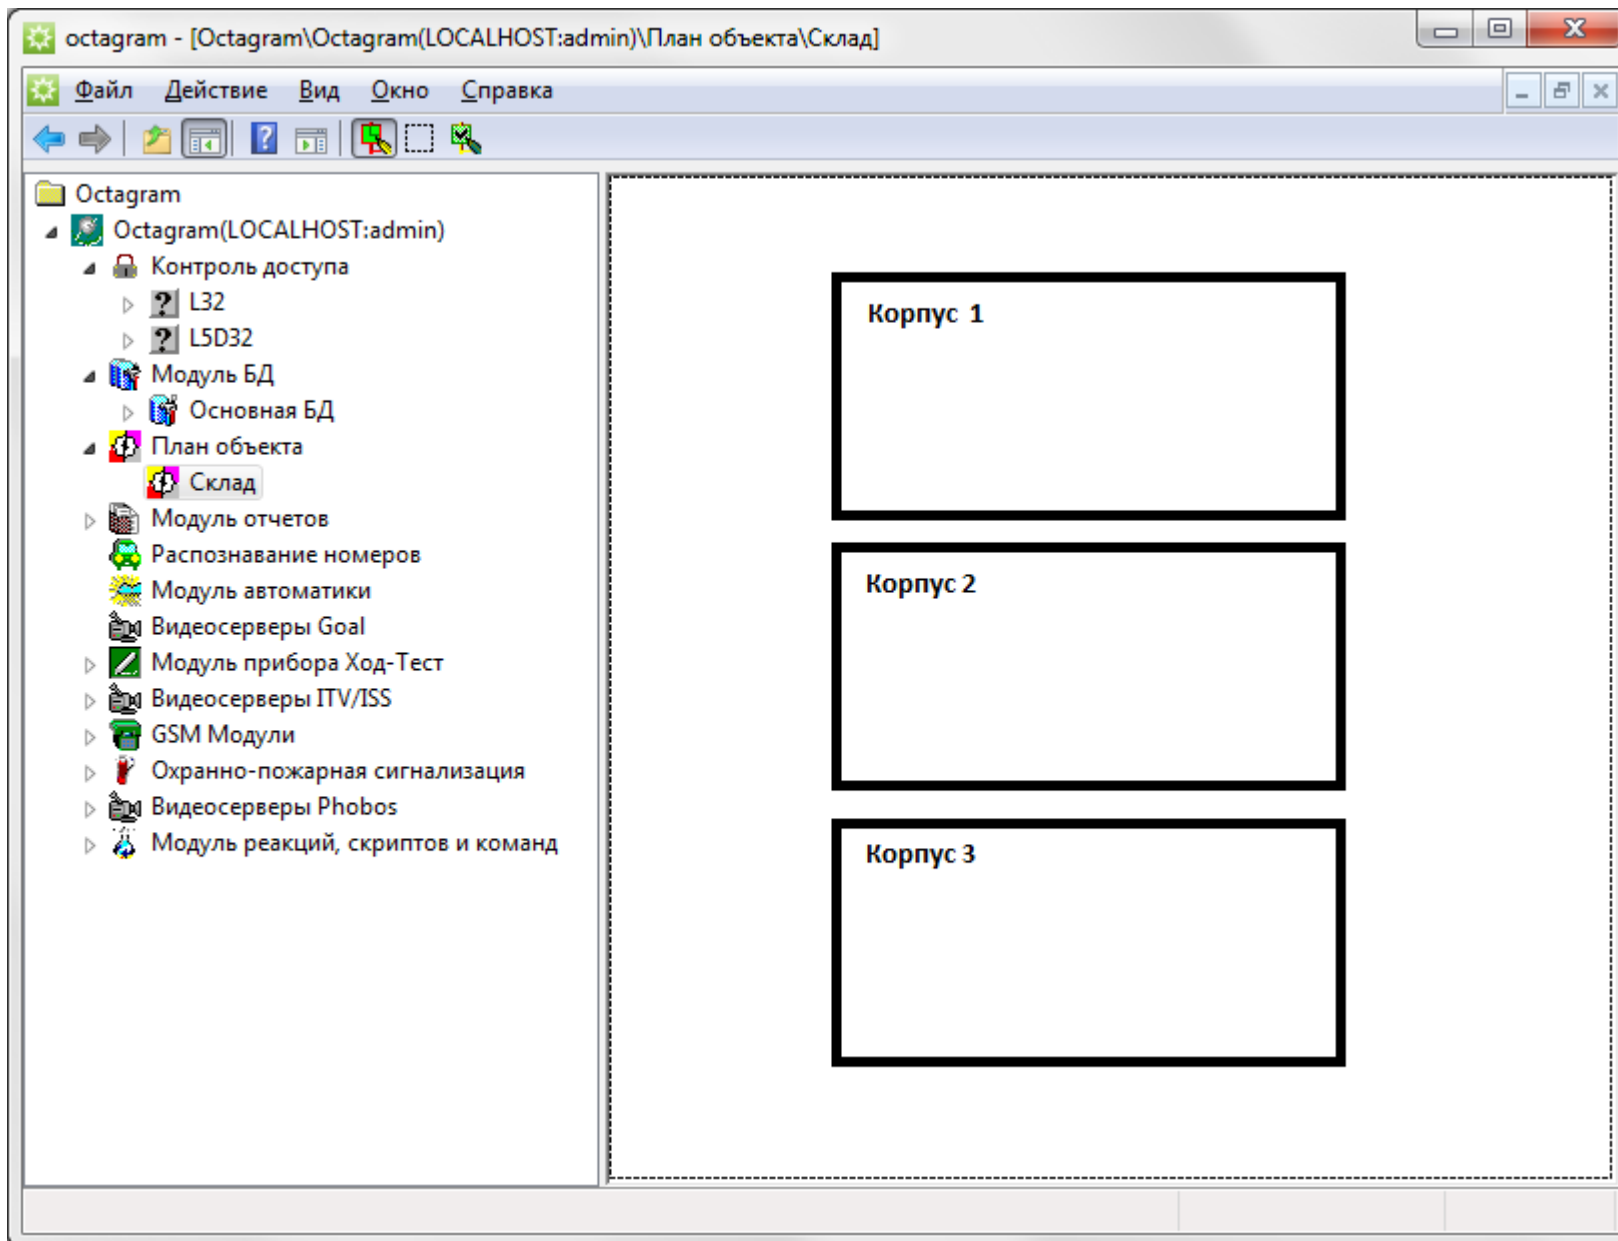 octagram - [Octagram\Octagram(LOCALHOST:admin)\План объекта\Склад]
Файл Действие Вид Окно Справка
Octagram
Octagram(LOCALHOST:admin)
Контроль доступа
L32
L5D32
Модуль БД
Основная БД
План объекта
Склад
Модуль отчетов
Распознавание номеров
Модуль автоматики
Видеосерверы Goal
Модуль прибора Ход-Тест
Видеосерверы ITV/ISS
GSM Модули
Охранно-пожарная сигнализация
Видеосерверы Phobos
Модуль реакций, скриптов и команд
Корпус 1
Корпус 2
Корпус 3